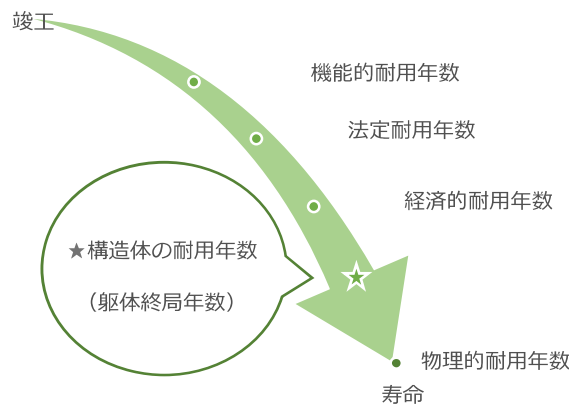 竣工
機能的耐用年数
法定耐用年数
経済的耐用年数
★構造体の耐用年数
（躯体終局年数）
物理的耐用年数
寿命